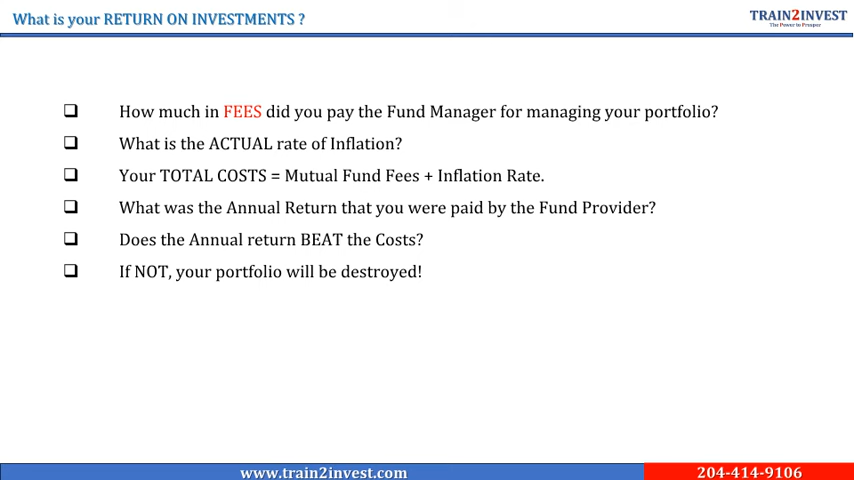 What is your RETURN ON INVESTMENTS ?
TRAIN2INVEST
The Power to Prosper
How much in FEES did you pay the Fund Manager for managing your portfolio?
What is the ACTUAL rate of Inflation?
Your TOTAL COSTS = Mutual Fund Fees + Inflation Rate.
What was the Annual Return that you were paid by the Fund Provider?
Does the Annual return BEAT the Costs?
If NOT, your portfolio will be destroyed!
www.train2invest.com
204-414-9106